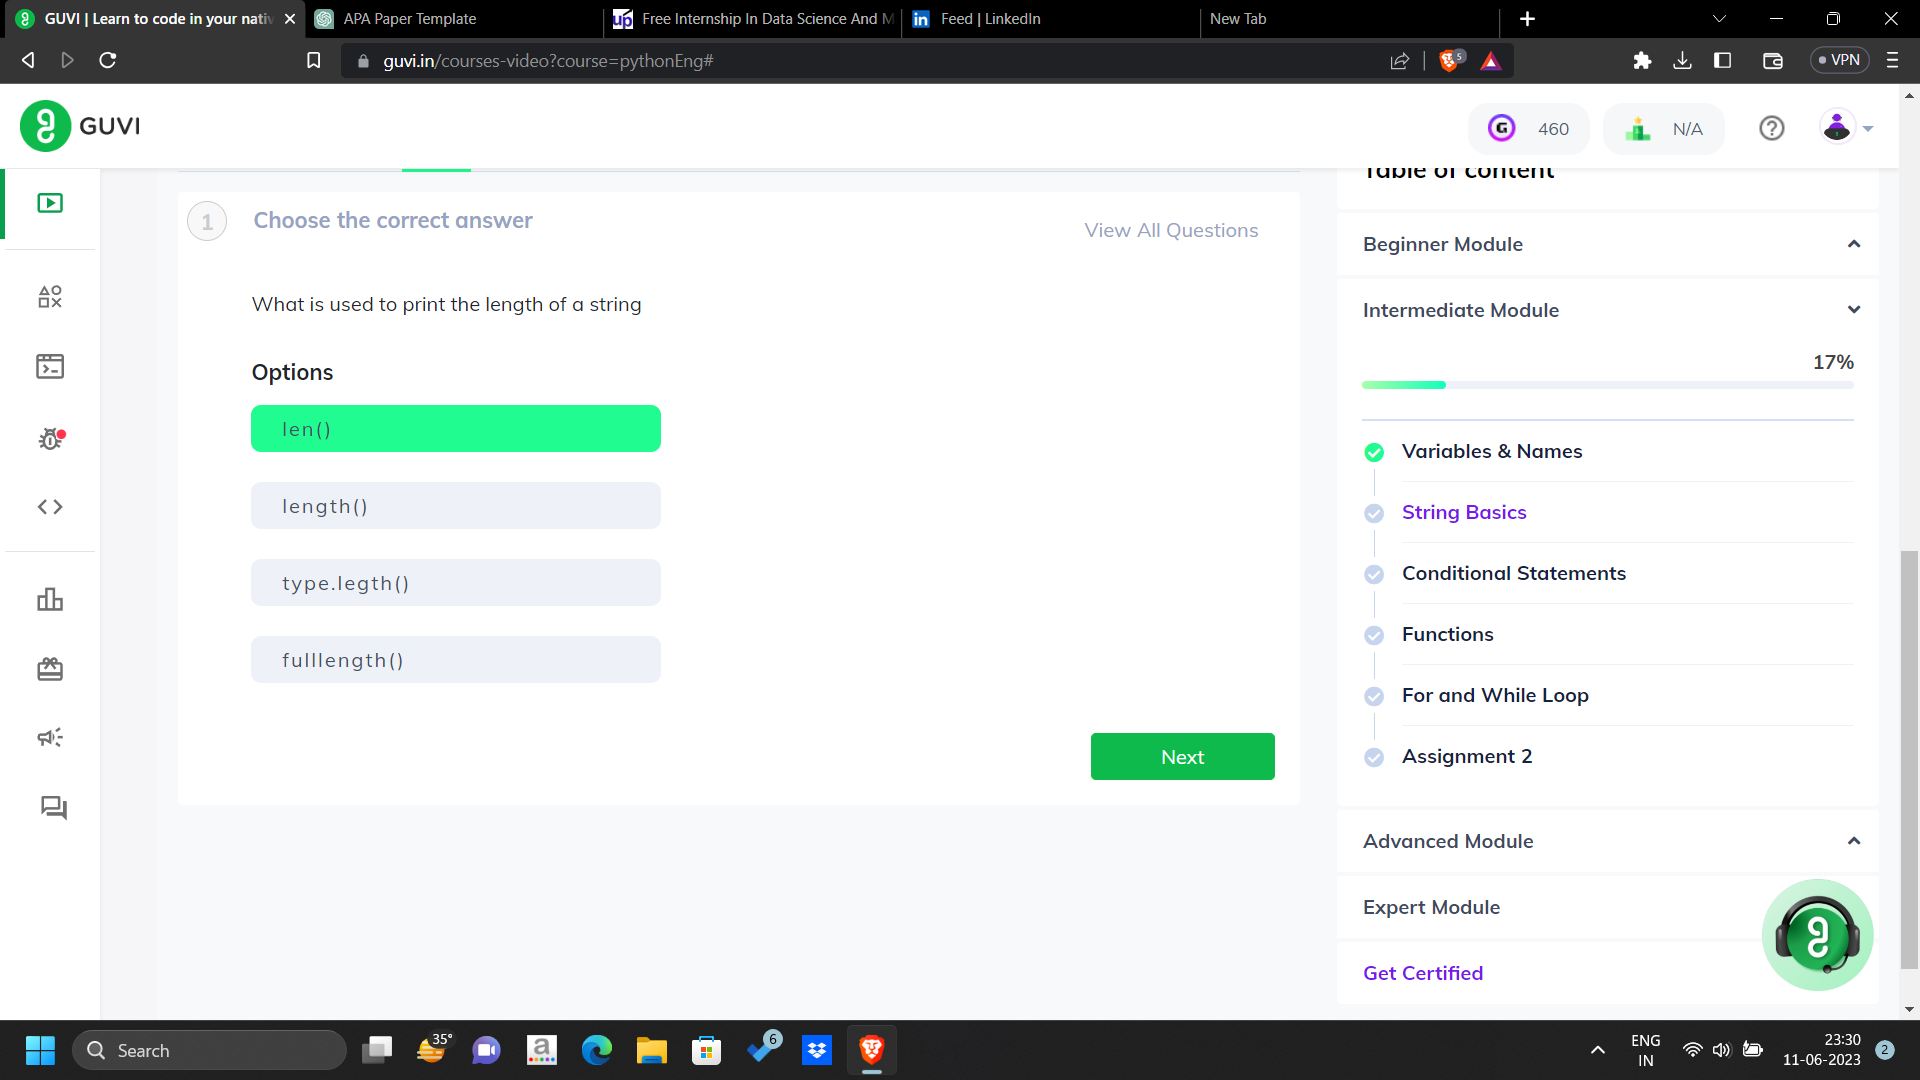 GUVI | Learn to code in your nativ
APA Paper Template
up Free Internship In Data Science And M
in Feed | LinkedIn
New Tab
guvi.in/courses-video?course=pythonEng#
5
VPN
GUVI
G 460
N/A
Table of content
1
Choose the correct answer
View All Questions
What is used to print the length of a string
Options
len()
length()
type.legth()
fulllength()
Next
Beginner Module
Intermediate Module
17%
Variables & Names
String Basics
Conditional Statements
Functions
For and While Loop
Assignment 2
Advanced Module
Expert Module
Get Certified
Search
35°
a
6
ENG
IN
23:30
11-06-2023
2